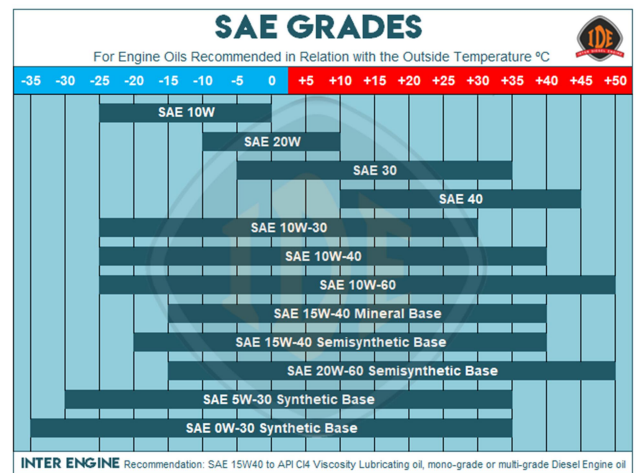 SAE GRADES
For Engine Oils Recommended in Relation with the Outside Temperature ºC
IDE
-35 -30 -25 -20 -15 -10 -5 0 +5 +10 +15 +20 +25 +30 +35 +40 +45 +50
SAE 10W
SAE 20W
SAE 30
SAE 40
SAE 10W-30
SAE 10W-40
SAE 10W-60
SAE 15W-40 Mineral Base
SAE 15W-40 Semisynthetic Base
SAE 20W-60 Semisynthetic Base
SAE 5W-30 Synthetic Base
SAE 0W-30 Synthetic Base
IDE
INTER ENGINE Recommendation: SAE 15W40 to API CI4 Viscosity Lubricating oil, mono-grade or multi-grade Diesel Engine oil